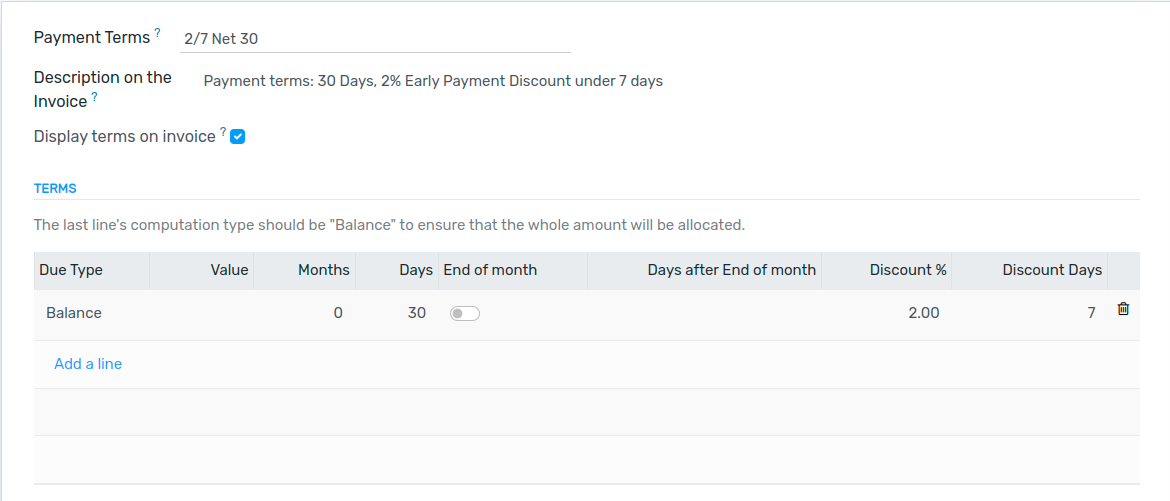 Payment Terms ? 2/7 Net 30
Description on the Invoice ? Payment terms: 30 Days, 2% Early Payment Discount under 7 days
Display terms on invoice ?
TERMS
The last line's computation type should be "Balance" to ensure that the whole amount will be allocated.
Due Type Value Months Days End of month Days after End of month Discount % Discount Days
Balance 0 30 2.00 7
Add a line